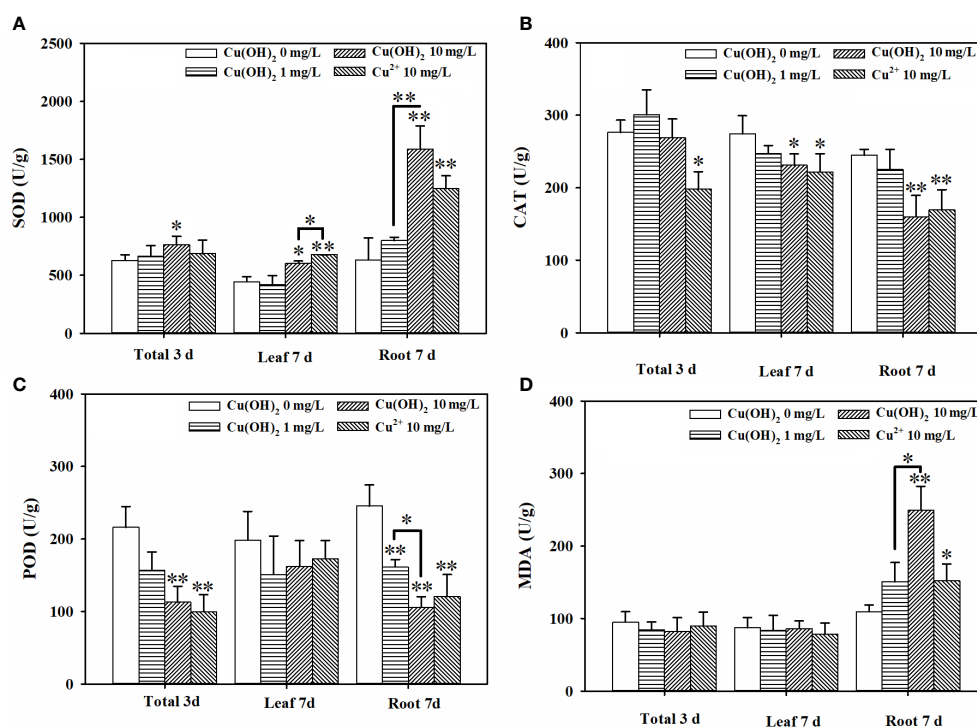 A
SOD (U/g)
2500
2000
1500
1000
500
0
Cu(OH)₂ 0 mg/L
Cu(OH)₂ 10 mg/L
Cu(OH)₂ 1 mg/L
Cu²⁺ 10 mg/L
*
*
*
**
**
**
**
Total 3 d
Leaf 7 d
Root 7 d
B
CAT (U/g)
400
300
200
100
0
Cu(OH)₂ 0 mg/L
Cu(OH)₂ 10 mg/L
Cu(OH)₂ 1 mg/L
Cu²⁺ 10 mg/L
*
*
*
**
**
Total 3 d
Leaf 7 d
Root 7 d
C
POD (U/g)
400
300
200
100
0
Cu(OH)₂ 0 mg/L
Cu(OH)₂ 10 mg/L
Cu(OH)₂ 1 mg/L
Cu²⁺ 10 mg/L
**
**
**
*
**
**
Total 3d
Leaf 7d
Root 7d
D
MDA (U/g)
400
300
200
100
0
Cu(OH)₂ 0 mg/L
Cu(OH)₂ 10 mg/L
Cu(OH)₂ 1 mg/L
Cu²⁺ 10 mg/L
*
**
*
Total 3 d
Leaf 7 d
Root 7 d